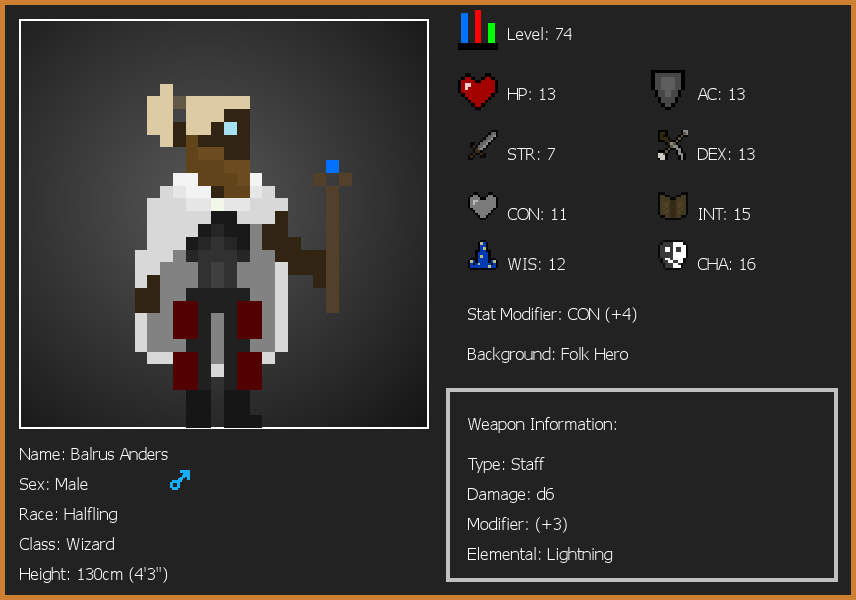 Level: 74
HP: 13
AC: 13
STR: 7
DEX: 13
CON: 11
INT: 15
WIS: 12
CHA: 16
Stat Modifier: CON (+4)
Background: Folk Hero
Weapon Information:
Type: Staff
Damage: d6
Modifier: (+3)
Elemental: Lightning
Name: Balrus Anders
Sex: Male
Race: Halfling
Class: Wizard
Height: 130cm (4'3")